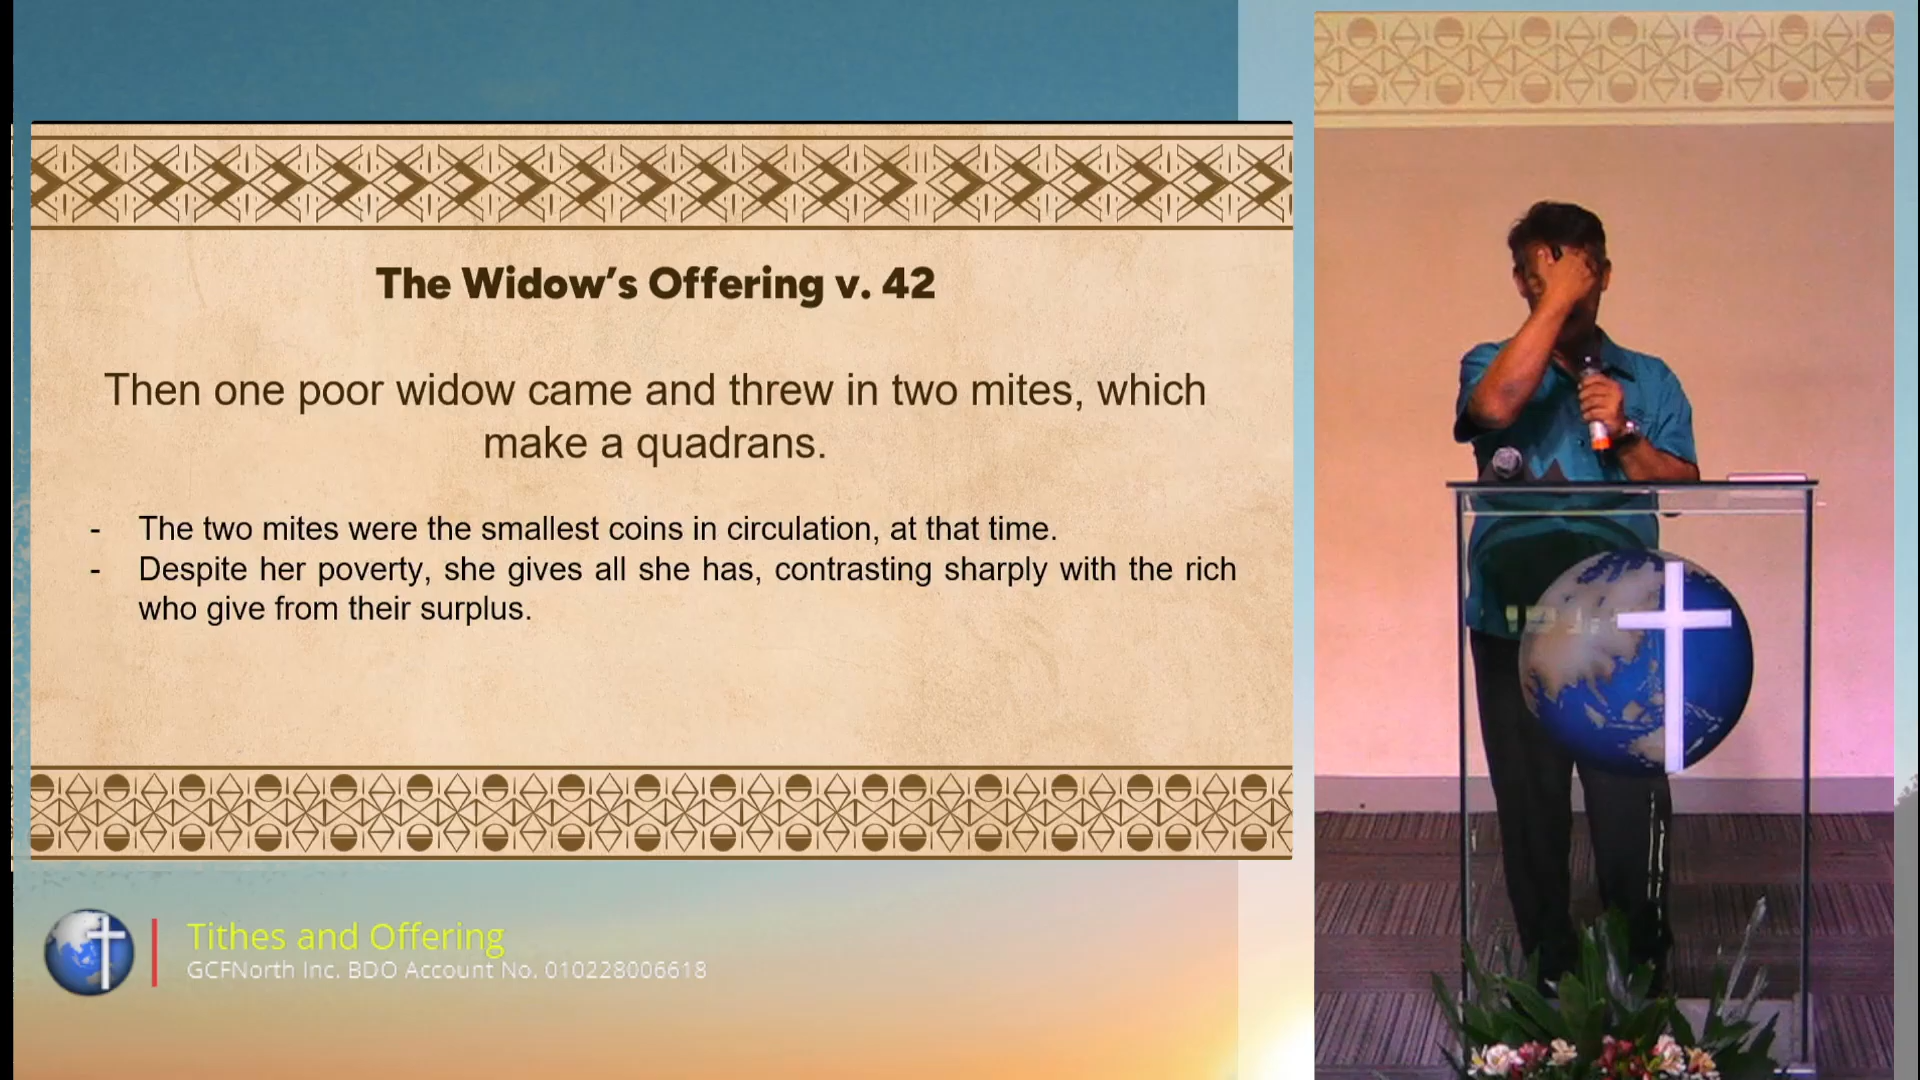 The Widow’s Offering v. 42
Then one poor widow came and threw in two mites, which
make a quadrans.
- The two mites were the smallest coins in circulation, at that time.
- Despite her poverty, she gives all she has, contrasting sharply with the rich
who give from their surplus.
Tithes and Offering
GCFNorth Inc. BDO Account No. 010228006618